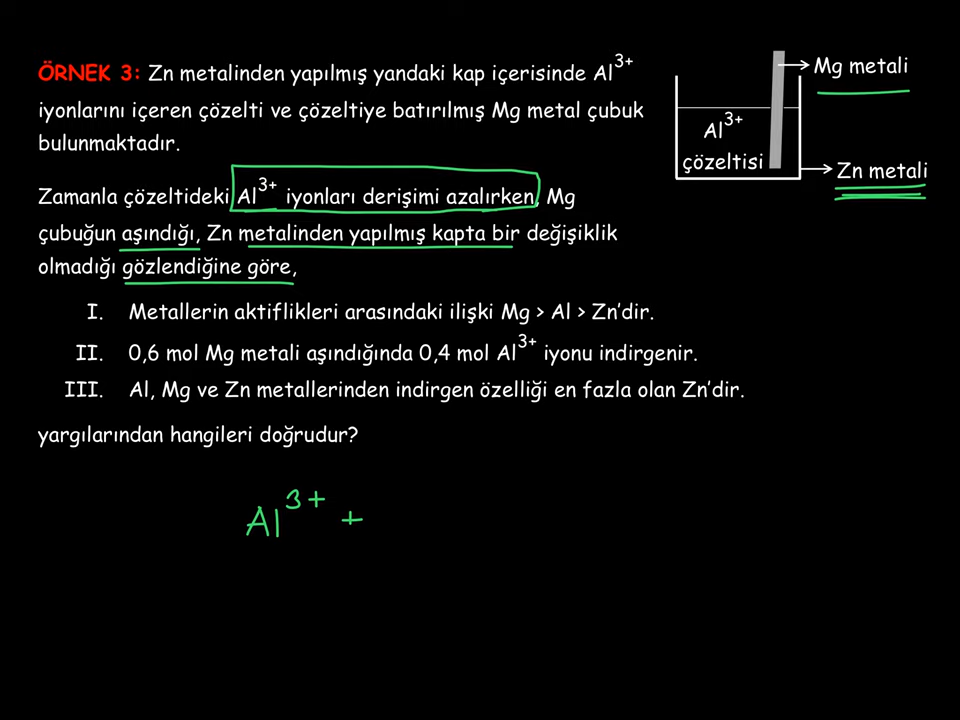 ÖRNEK 3: Zn metalinden yapılmış yandaki kap içerisinde Al³⁺
iyonlarını içeren çözelti ve çözeltiye batırılmış Mg metal çubuk
bulunmaktadır.
Mg metali
Al³⁺
çözeltisi
Zn metali
Zamanla çözeltideki Al³⁺ iyonları derişimi azalırken, Mg
çubuğun aşındığı, Zn metalinden yapılmış kapta bir değişiklik
olmadığı gözlendiğine göre,
I. Metallerin aktiflikleri arasındaki ilişki Mg > Al > Zn’dir.
II. 0,6 mol Mg metali aşındığında 0,4 mol Al³⁺ iyonu indirgenir.
III. Al, Mg ve Zn metallerinden indirgen özelliği en fazla olan Zn’dir.
yargılarından hangileri doğrudur?
Al³⁺ +